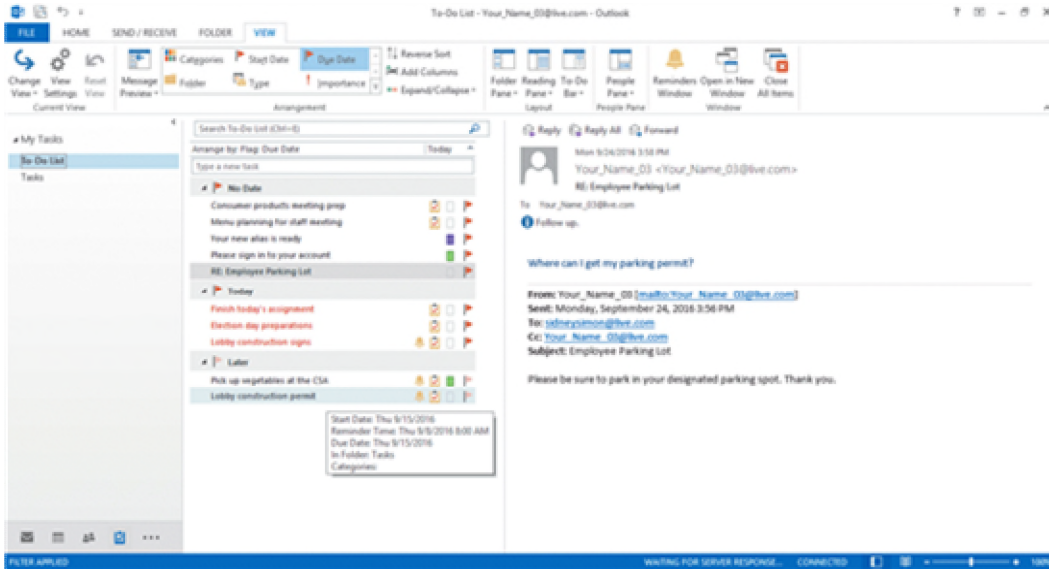 To-Do List - Your_Name_03@live.com - Outlook
FILE HOME SEND / RECEIVE FOLDER VIEW
Change View View Settings Reset View
Current View
Message Preview
Categories Start Date Due Date
Folder Type Importance
Arrangement
Reverse Sort
Add Columns
Expand/Collapse
Folder Pane Reading Pane To-Do Bar
Layout
People Pane
People Pane
Reminders Window Open in New Window Close All Items
Window
My Tasks
To-Do List
Tasks
Search To-Do List (Ctrl+E)
Arrange by: Flag: Due Date Today
Type a new task
No Date
Consumer products meeting prep
Menu planning for staff meeting
Your new alias is ready
Please sign in to your account
RE: Employee Parking Lot
Today
Finish today's assignment
Election day preparations
Lobby construction signs
Later
Pick up vegetables at the CSA
Lobby construction permit
Start Date: Thu 9/15/2016
Reminder Time: Thu 9/8/2016 8:00 AM
Due Date: Thu 9/15/2016
In Folder: Tasks
Categories:
Reply Reply All Forward
Mon 9/24/2016 3:58 PM
Your_Name_03 <Your_Name_03@live.com>
RE: Employee Parking Lot
To Your_Name_03@live.com
Follow up.
Where can I get my parking permit?
From: Your_Name_03 [mailto:Your_Name_03@live.com]
Sent: Monday, September 24, 2016 3:56 PM
To: sidneysimon@live.com
Cc: Your_Name_03@live.com
Subject: Employee Parking Lot
Please be sure to park in your designated parking spot. Thank you.
FILTER APPLIED
WAITING FOR SERVER RESPONSE... CONNECTED 100%